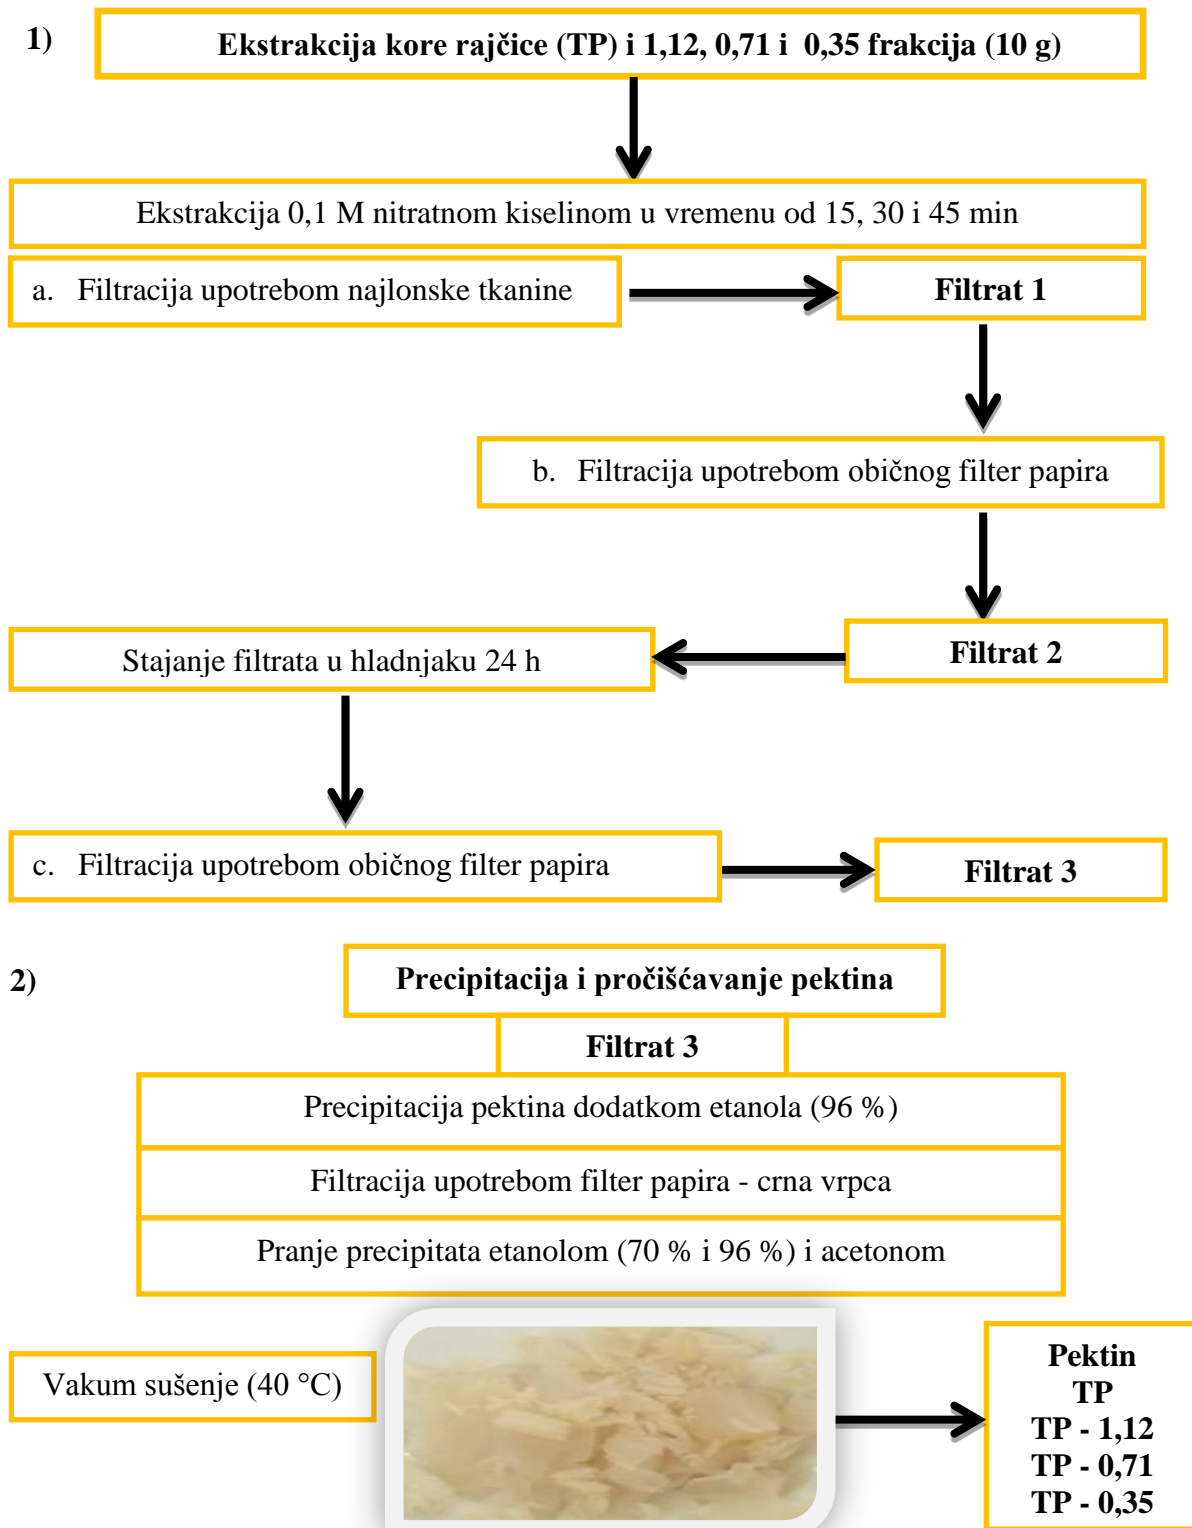 1)
Ekstrakcija kore rajčice (TP) i 1,12, 0,71 i 0,35 frakcija (10 g)
Ekstrakcija 0,1 M nitratnom kiselinom u vremenu od 15, 30 i 45 min
a. Filtracija upotrebom najlonske tkanine
Filtrat 1
b. Filtracija upotrebom običnog filter papira
Filtrat 2
Stajanje filtrata u hladnjaku 24 h
c. Filtracija upotrebom običnog filter papira
Filtrat 3
2)
Precipitacija i pročišćavanje pektina
Filtrat 3
Precipitacija pektina dodatkom etanola (96 %)
Filtracija upotrebom filter papira - crna vrpca
Pranje precipitata etanolom (70 % i 96 %) i acetonom
Vakum sušenje (40 °C)
Pektin
TP
TP - 1,12
TP - 0,71
TP - 0,35